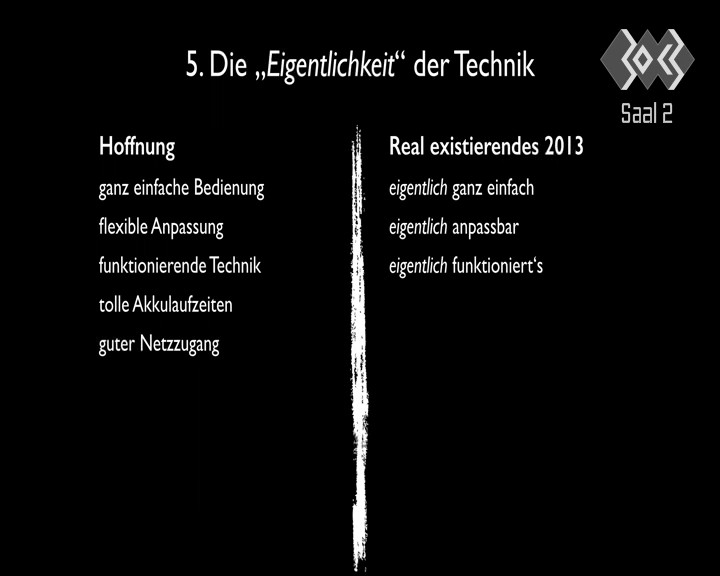 5. Die „Eigentlichkeit“ der Technik
Saal 2
Hoffnung
ganz einfache Bedienung
flexible Anpassung
funktionierende Technik
tolle Akkulaufzeiten
guter Netzzugang
Real existierendes 2013
eigentlich ganz einfach
eigentlich anpassbar
eigentlich funktioniert‘s